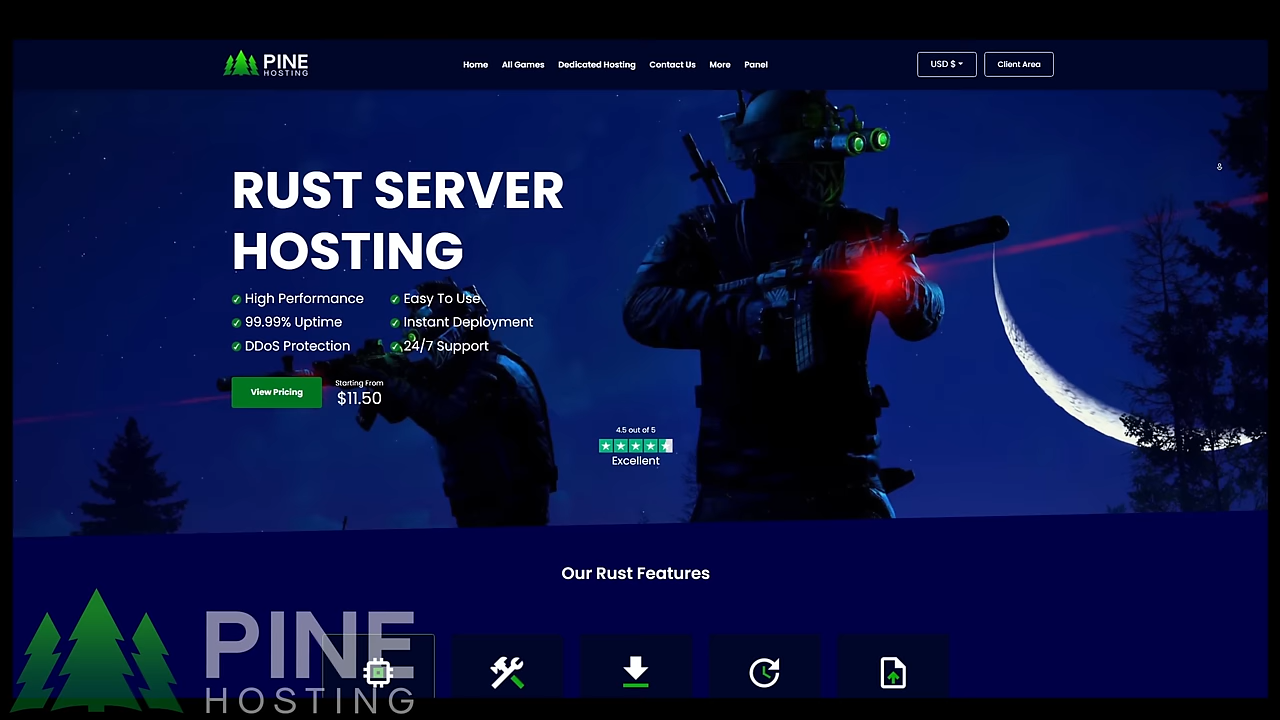 PINE
HOSTING
Home All Games Dedicated Hosting Contact Us More Panel
USD $ Client Area
RUST SERVER
HOSTING
High Performance Easy To Use
99.99% Uptime Instant Deployment
DDoS Protection 24/7 Support
View Pricing
Starting From
$11.50
4.5 out of 5
Excellent
Our Rust Features
PINE
HOSTING